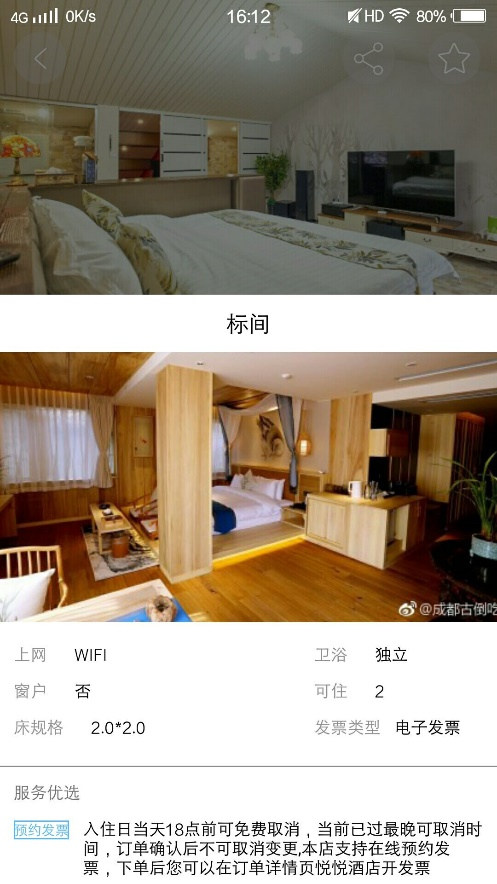 4G 0K/s 16:12 HD 80%
标间
@成都古倒吃
上网 WIFI 卫浴 独立
窗户 否 可住 2
床规格 2.0*2.0 发票类型 电子发票
服务优选
预约发票 入住日当天18点前可免费取消，当前已过最晚可取消时
间，订单确认后不可取消变更,本店支持在线预约发
票，下单后您可以在订单详情页悦悦酒店开发票